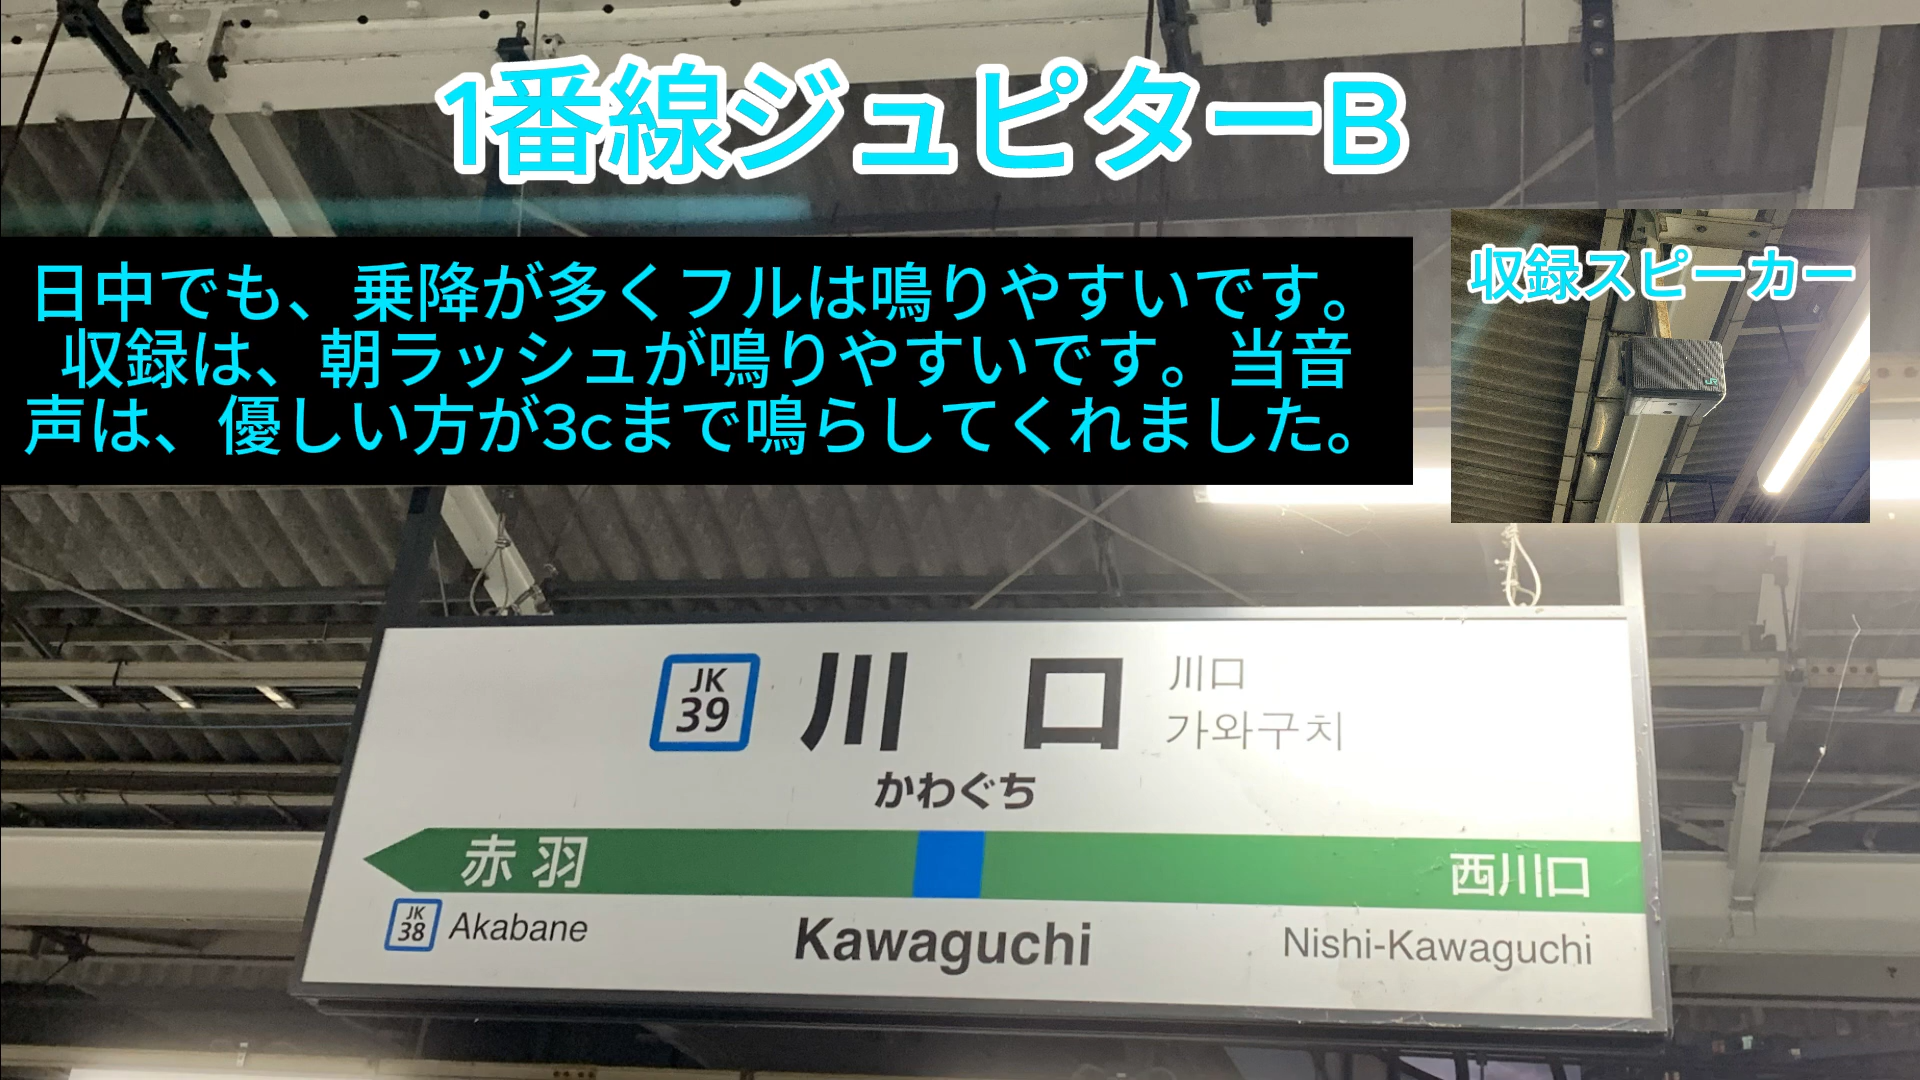 1番線ジュピターB
日中でも、乗降が多くフルは鳴りやすいです。
収録は、朝ラッシュが鳴りやすいです。当音
声は、優しい方が3cまで鳴らしてくれました。
収録スピーカー
JR
JK
39
川口
川口
가와구치
かわぐち
赤羽
西川口
JK
38
Akabane
Kawaguchi
Nishi-Kawaguchi